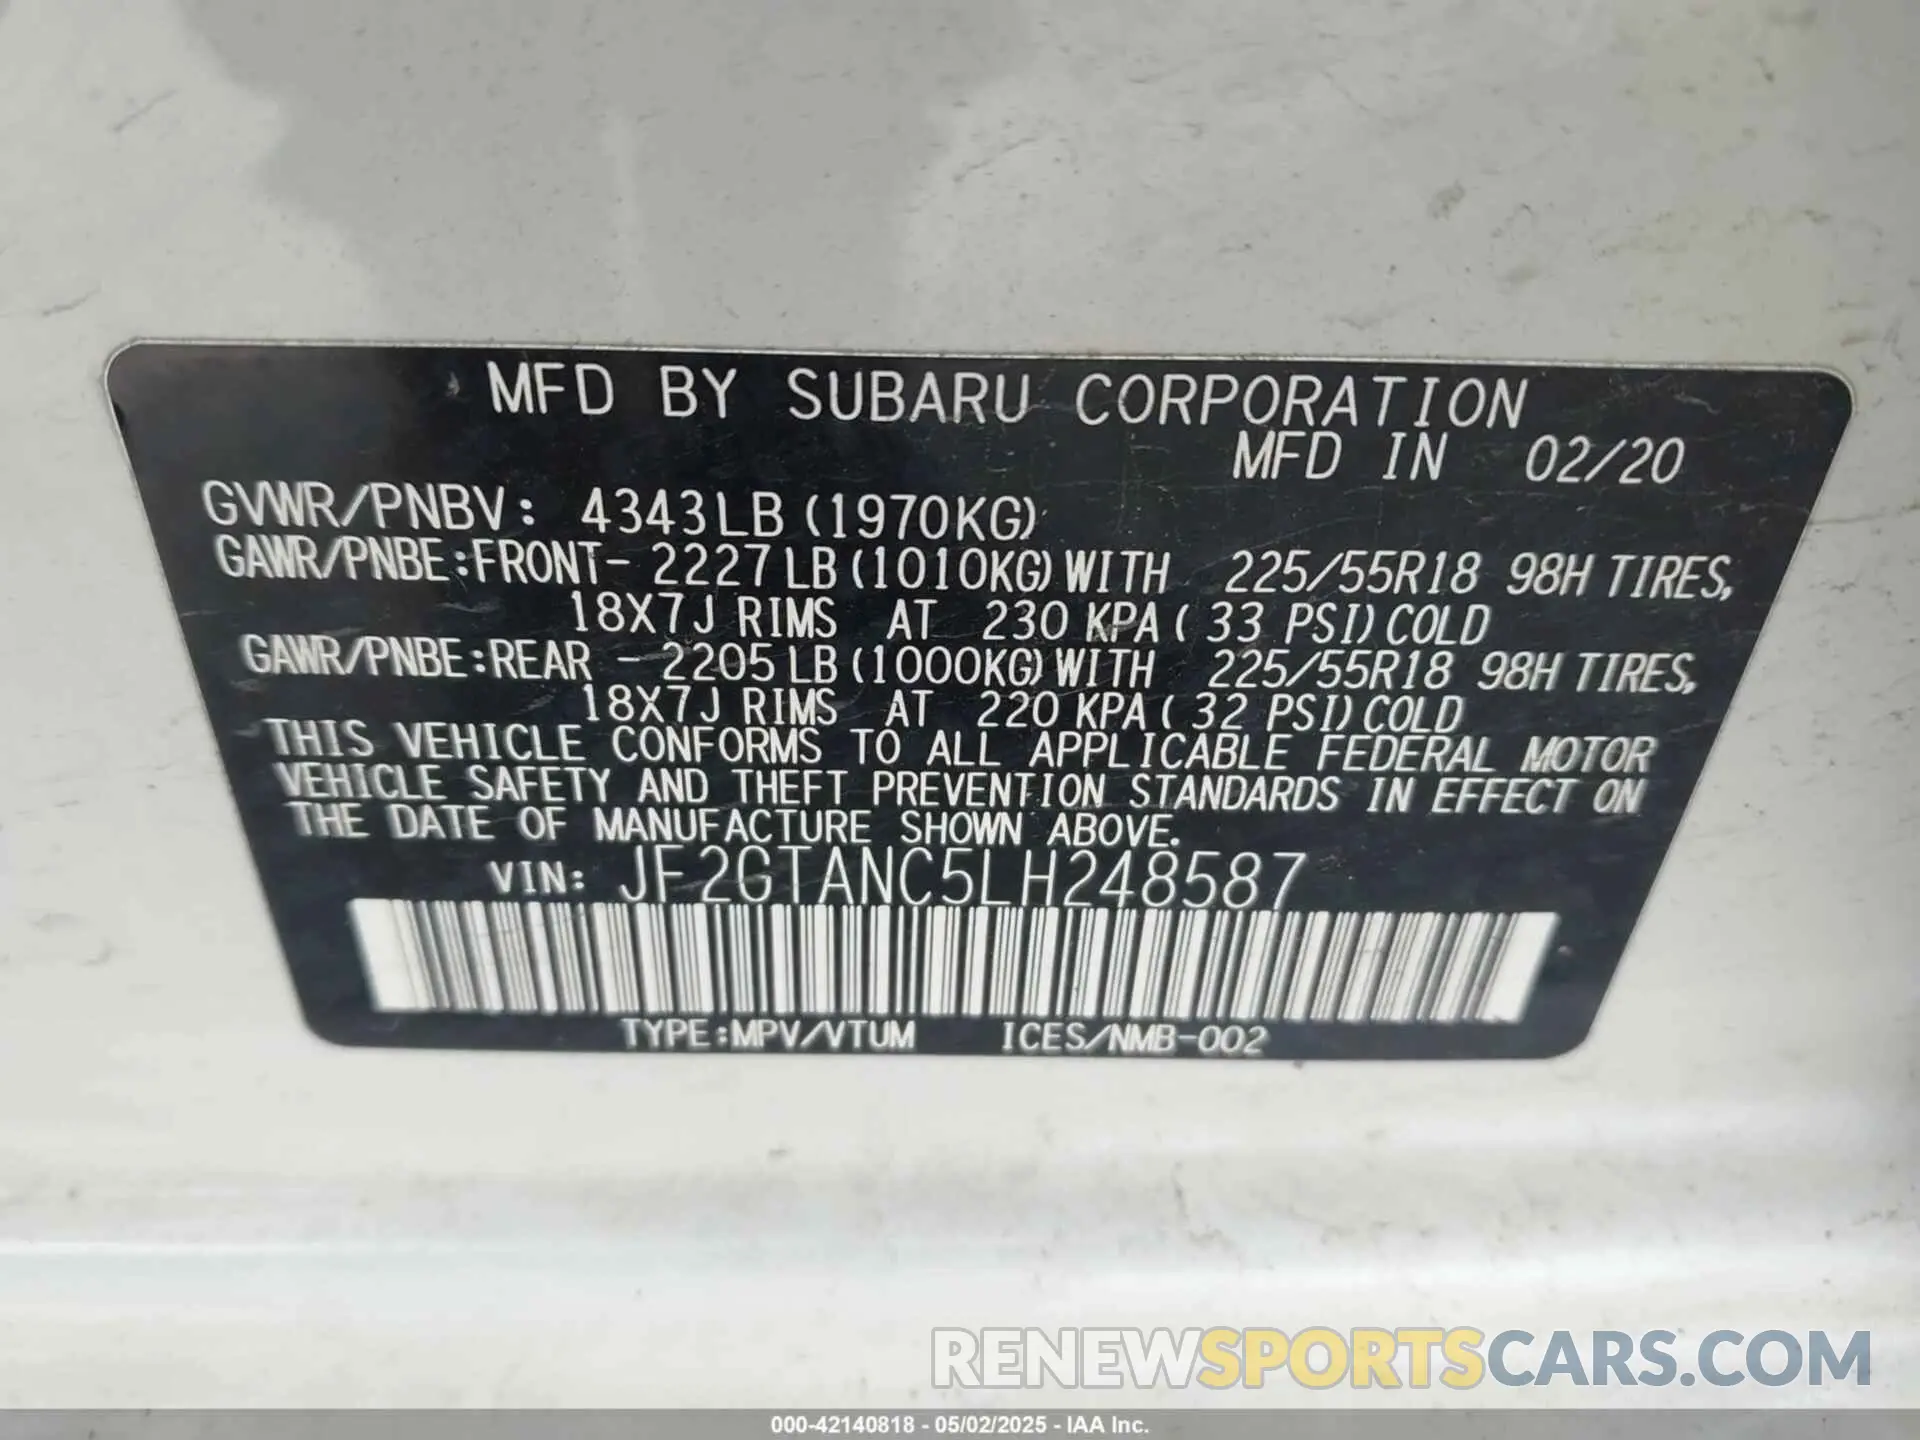 MFD BY SUBARU CORPORATION
MFD IN 02/20
GVWR/PNBV: 4343LB (1970KG)
GAWR/PNBE:FRONT- 2227LB (1010KG) WITH 225/55R18 98H TIRES,
18X7J RIMS AT 230 KPA ( 33 PSI) COLD
GAWR/PNBE:REAR - 2205LB (1000KG) WITH 225/55R18 98H TIRES,
18X7J RIMS AT 220 KPA ( 32 PSI) COLD
THIS VEHICLE CONFORMS TO ALL APPLICABLE FEDERAL MOTOR
VEHICLE SAFETY AND THEFT PREVENTION STANDARDS IN EFFECT ON
THE DATE OF MANUFACTURE SHOWN ABOVE.
VIN: JF2GTANC5LH248587
TYPE:MPV/VTUM ICES/NMB-002
RENEWSPORTSCARS.COM
000-42140818 - 05/02/2025 - IAA Inc.